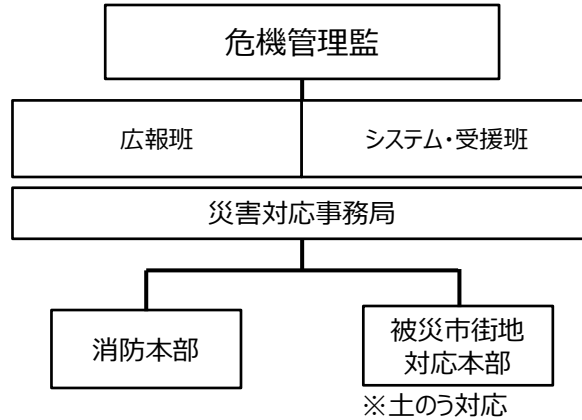 危機管理監
広報班
システム・受援班
災害対応事務局
消防本部
被災市街地
対応本部
※土のう対応